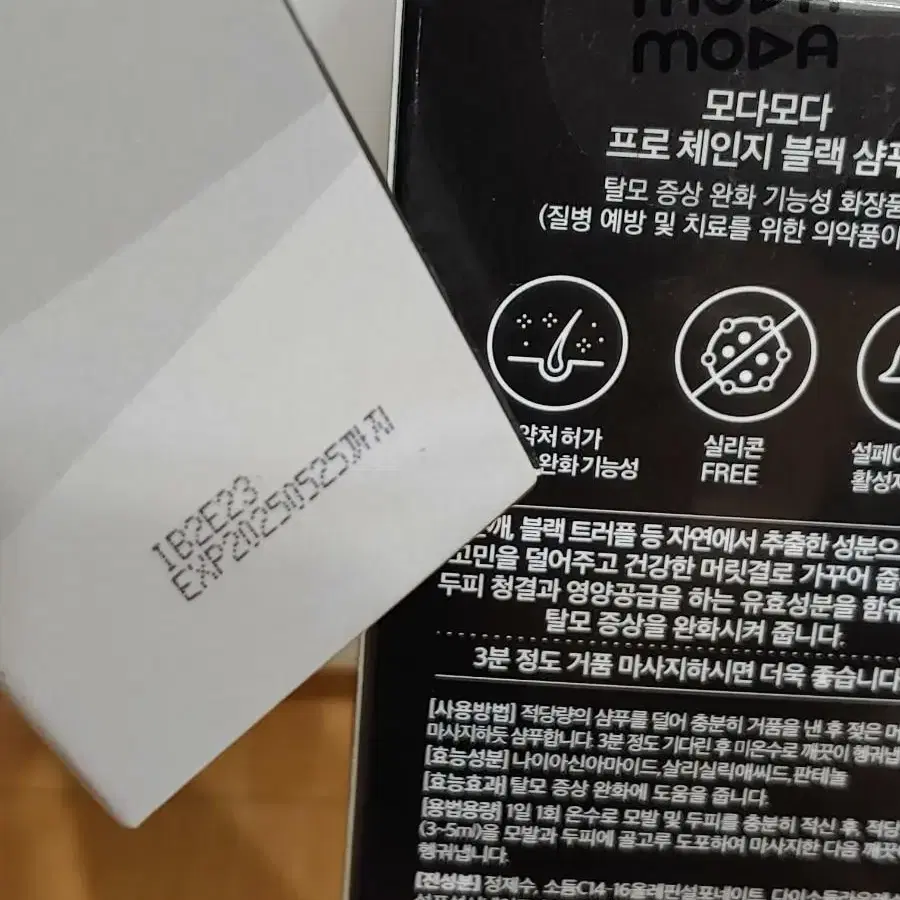 IB2E23
EXP20250525까지
MODA
모다모다
프로 체인지 블랙 샴푸
탈모 증상 완화 기능성 화장품
(질병 예방 및 치료를 위한 의약품이
약처 허가
완화 기능성
실리콘
FREE
설페이
활성제
깨, 블랙 트러플 등 자연에서 추출한 성분으
고민을 덜어주고 건강한 머릿결로 가꾸어 줍
두피 청결과 영양공급을 하는 유효성분을 함유
탈모 증상을 완화시켜 줍니다.
3분 정도 거품 마사지하시면 더욱 좋습니다
[사용방법] 적당량의 샴푸를 덜어 충분히 거품을 낸 후 젖은 머
마사지하듯 샴푸합니다. 3분 정도 기다린 후 미온수로 깨끗이 헹궈냅
[효능성분] 나이아신아마이드, 살리실릭애씨드, 판테놀
[효능효과] 탈모 증상 완화에 도움을 줍니다.
[용법용량] 1일 1회 온수로 모발 및 두피를 충분히 적신 후, 적당
(3~5ml)을 모발과 두피에 골고루 도포하여 마사지한 다음 깨끗
헹궈냅니다.
[전성분] 정제수, 소듐C14-16올레핀설포네이트,